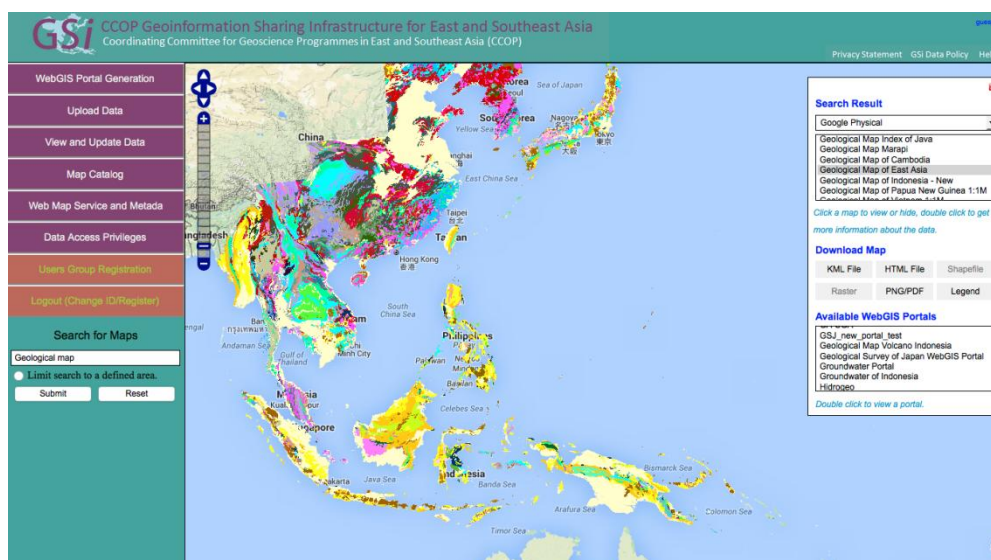 GSi
CCOP Geoinformation Sharing Infrastructure for East and Southeast Asia
Coordinating Committee for Geoscience Programmes in East and Southeast Asia (CCOP)
Privacy Statement GSI Data Policy
WebGIS Portal Generation
Upload Data
View and Update Data
Map Catalog
Web Map Service and Metada
Data Access Privileges
Users Group Registration
Logout (Change ID/Register)
Search for Maps
Geological map
Limit search to a defined area.
Submit Reset
Sea of Japan
Yellow Sea
Nagoya
名古屋
大阪
東京
China
East China Sea
Taipei
台北
Hong Kong
香港
South
China Sea
Andaman Sea
Gulf of
Thailand
Minh City
Celebes Sea
Java Sea
Banda Sea
Bismarck Sea
Arafura Sea
Solomon Sea
Timor Sea
Search Result
Google Physical
Geological Map Index of Java
Geological Map Marapi
Geological Map of Cambodia
Geological Map of East Asia
Geological Map of Indonesia - New
Geological Map of Papua New Guinea 1:1M
Click a map to view or hide, double click to get
more information about the data.
Download Map
KML File HTML File Shapefile
Raster PNG/PDF Legend
Available WebGIS Portals
GSJ_new_portal_test
Geological Map Volcano Indonesia
Geological Survey of Japan WebGIS Portal
Groundwater Portal
Groundwater of Indonesia
Hidrogeo
Double click to view a portal.